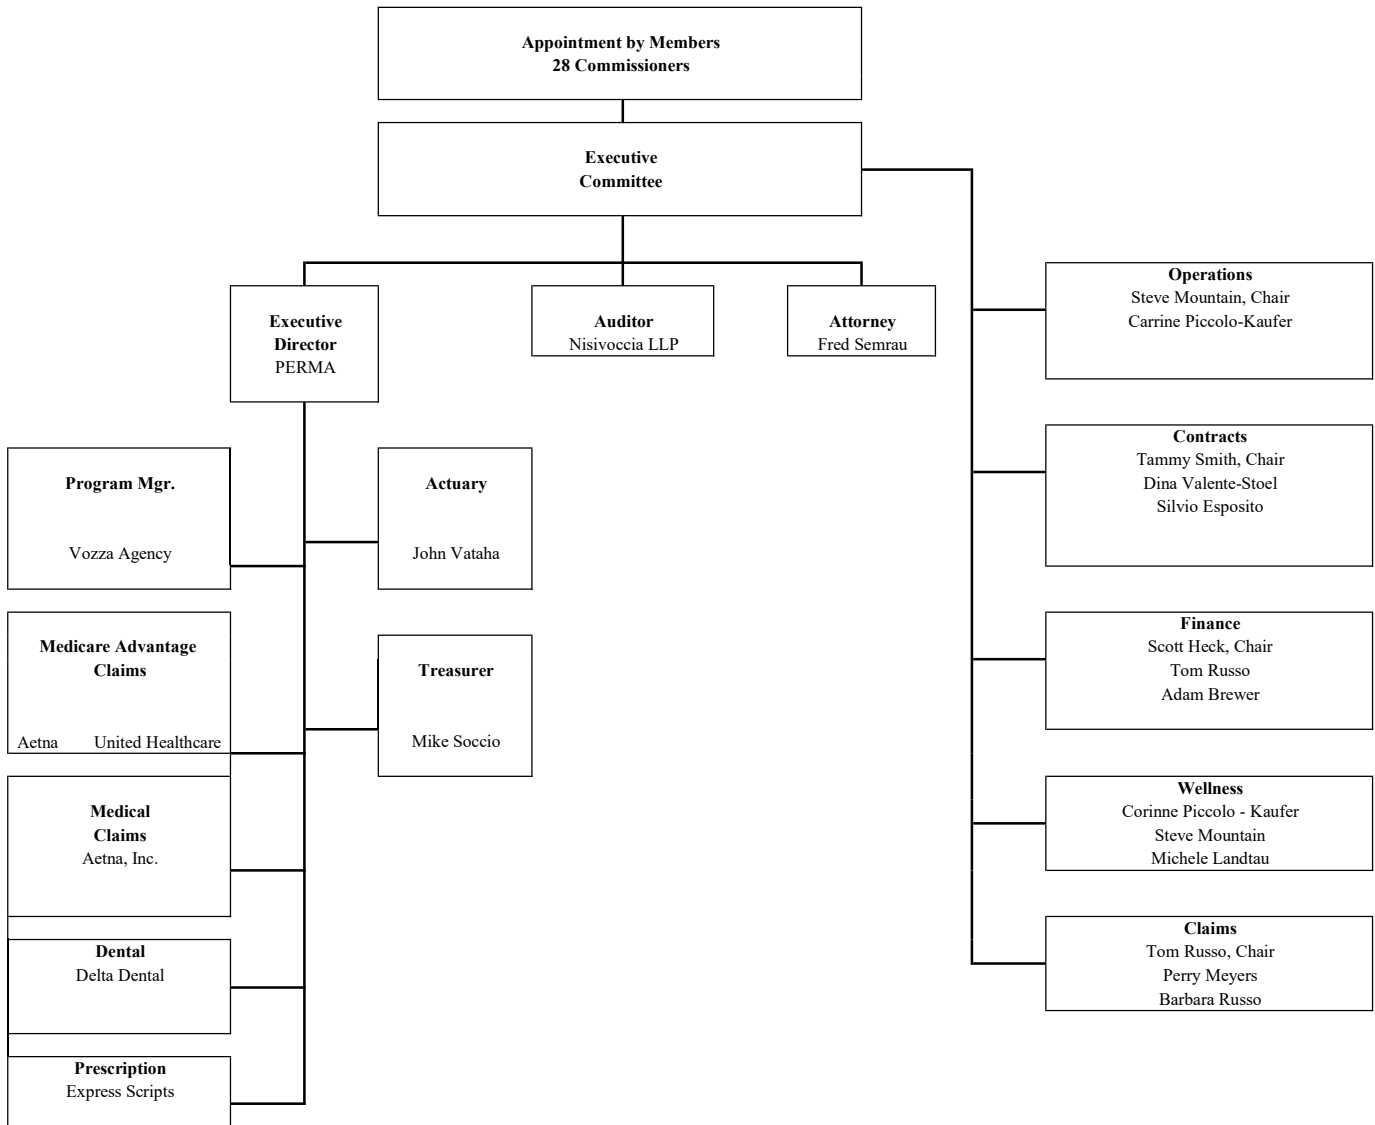 Appointment by Members
28 Commissioners
Executive
Committee
Executive
Director
PERMA
Auditor
Nisivoccia LLP
Attorney
Fred Semrau
Operations
Steve Mountain, Chair
Carrine Piccolo-Kaufer
Program Mgr.
Vozza Agency
Actuary
John Vataha
Contracts
Tammy Smith, Chair
Dina Valente-Stoel
Silvio Esposito
Medicare Advantage
Claims
Aetna United Healthcare
Treasurer
Mike Soccio
Finance
Scott Heck, Chair
Tom Russo
Adam Brewer
Medical
Claims
Aetna, Inc.
Wellness
Corinne Piccolo - Kaufer
Steve Mountain
Michele Landtau
Dental
Delta Dental
Claims
Tom Russo, Chair
Perry Meyers
Barbara Russo
Prescription
Express Scripts